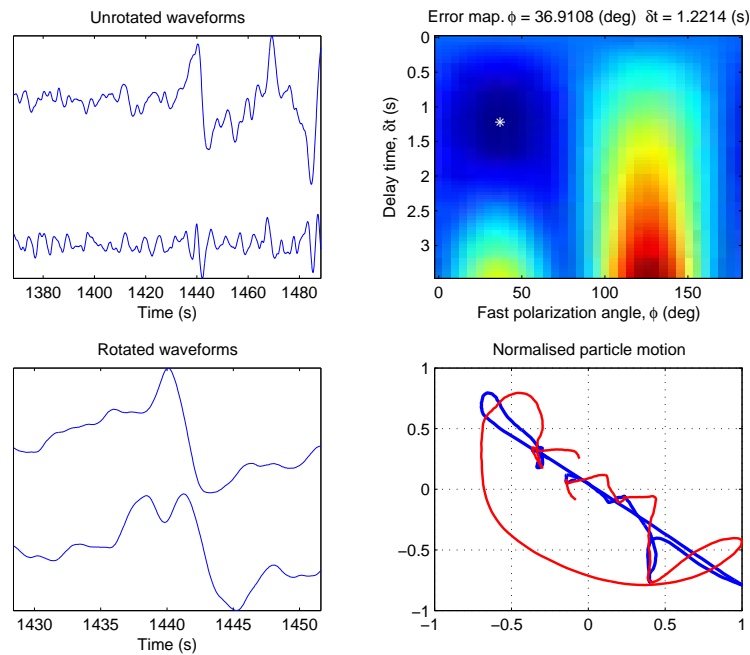 Unrotated waveforms
1380 1400 1420 1440 1460 1480
Time (s)
Error map. ϕ = 36.9108 (deg) δt = 1.2214 (s)
0
0.5
1
1.5
2
2.5
3
Delay time, δt (s)
0 50 100 150
Fast polarization angle, ϕ (deg)
Rotated waveforms
1430 1435 1440 1445 1450
Time (s)
Normalised particle motion
1
0.5
0
−0.5
−1
−1 −0.5 0 0.5 1